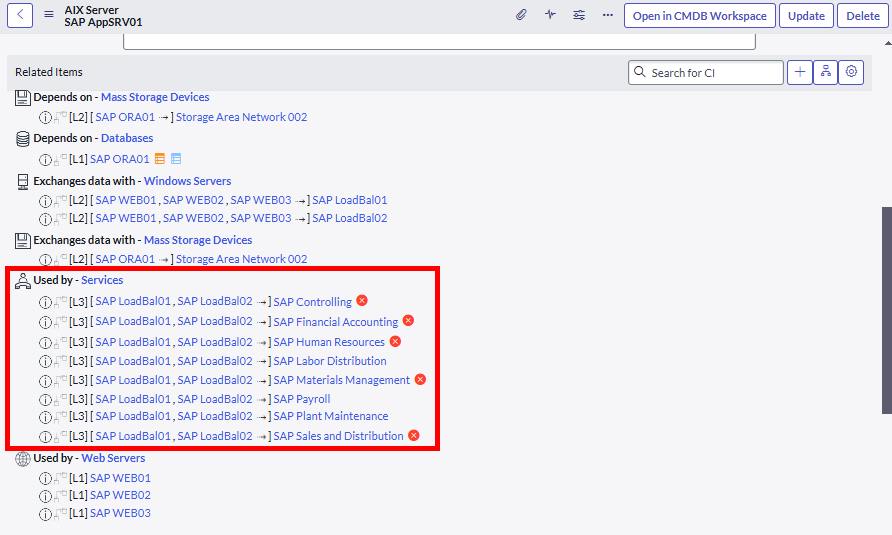 AIX Server
SAP AppSRV01
Open in CMDB Workspace
Update
Delete
Related Items
Search for CI
Depends on - Mass Storage Devices
[L2] [ SAP ORA01 → ] Storage Area Network 002
Depends on - Databases
[L1] SAP ORA01
Exchanges data with - Windows Servers
[L2] [ SAP WEB01 , SAP WEB02 , SAP WEB03 → ] SAP LoadBal01
[L2] [ SAP WEB01 , SAP WEB02 , SAP WEB03 → ] SAP LoadBal02
Exchanges data with - Mass Storage Devices
[L2] [ SAP ORA01 → ] Storage Area Network 002
Used by - Services
[L3] [ SAP LoadBal01 , SAP LoadBal02 → ] SAP Controlling
[L3] [ SAP LoadBal01 , SAP LoadBal02 → ] SAP Financial Accounting
[L3] [ SAP LoadBal01 , SAP LoadBal02 → ] SAP Human Resources
[L3] [ SAP LoadBal01 , SAP LoadBal02 → ] SAP Labor Distribution
[L3] [ SAP LoadBal01 , SAP LoadBal02 → ] SAP Materials Management
[L3] [ SAP LoadBal01 , SAP LoadBal02 → ] SAP Payroll
[L3] [ SAP LoadBal01 , SAP LoadBal02 → ] SAP Plant Maintenance
[L3] [ SAP LoadBal01 , SAP LoadBal02 → ] SAP Sales and Distribution
Used by - Web Servers
[L1] SAP WEB01
[L1] SAP WEB02
[L1] SAP WEB03